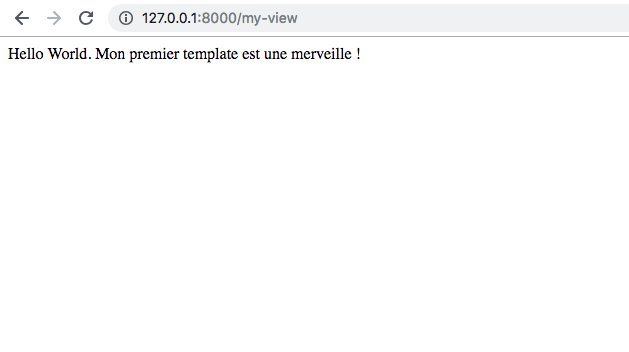 127.0.0.1:8000/my-view
Hello World. Mon premier template est une merveille !